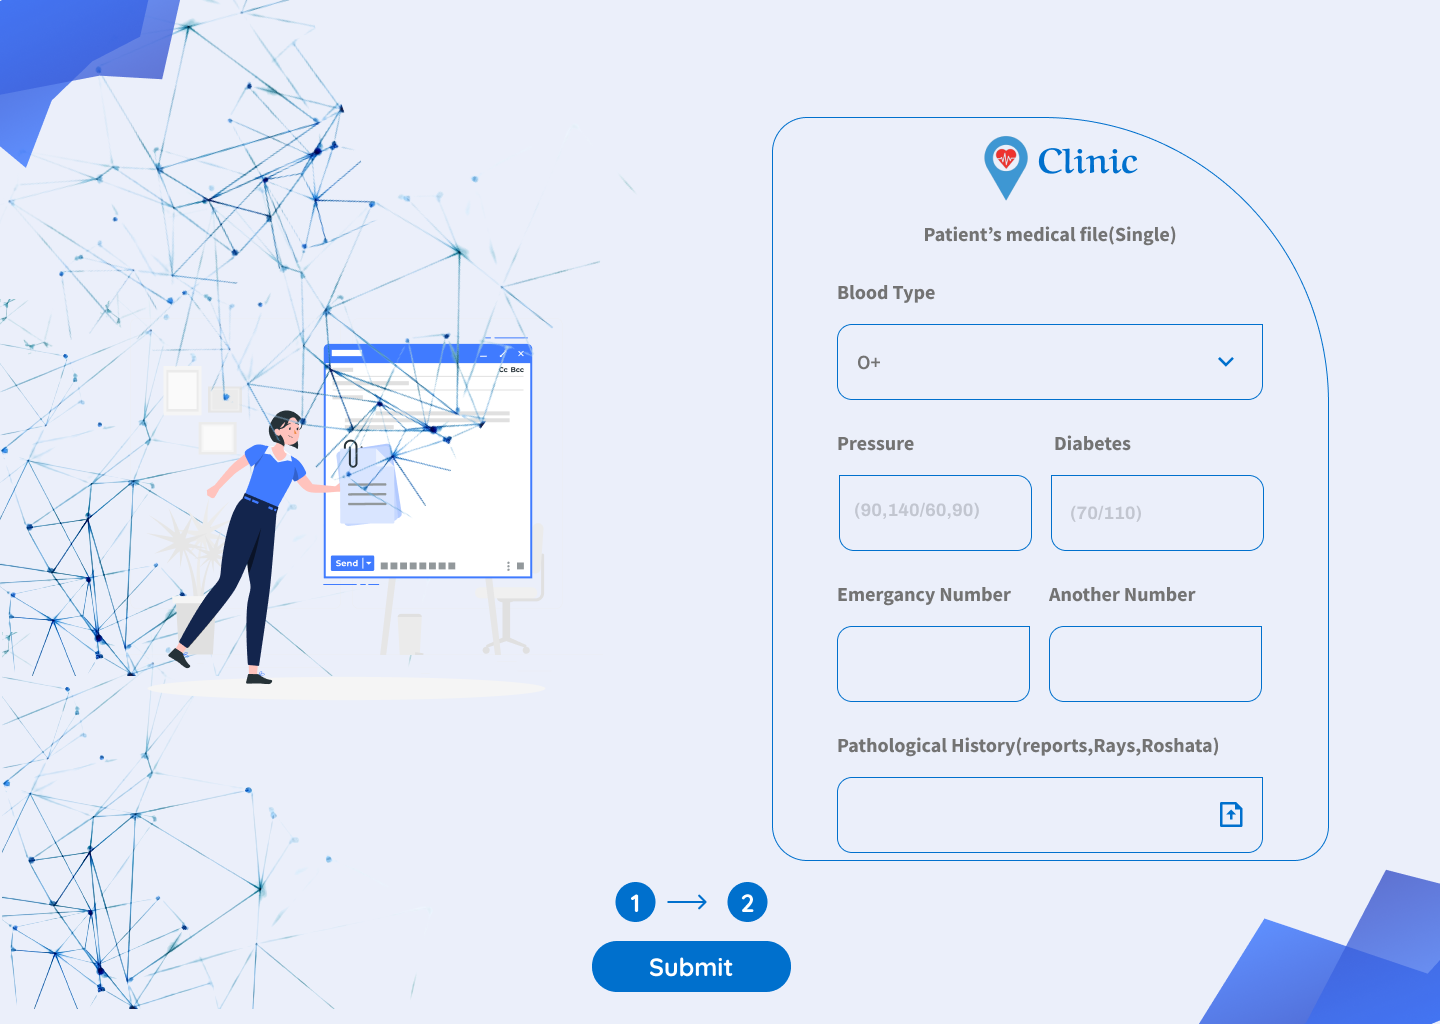 Clinic
Patient’s medical file(Single)
Blood Type
O+
Pressure
Diabetes
(90,140/60,90)
(70/110)
Emergancy Number
Another Number
Pathological History(reports,Rays,Roshata)
Cc Bcc
Send
1
2
Submit